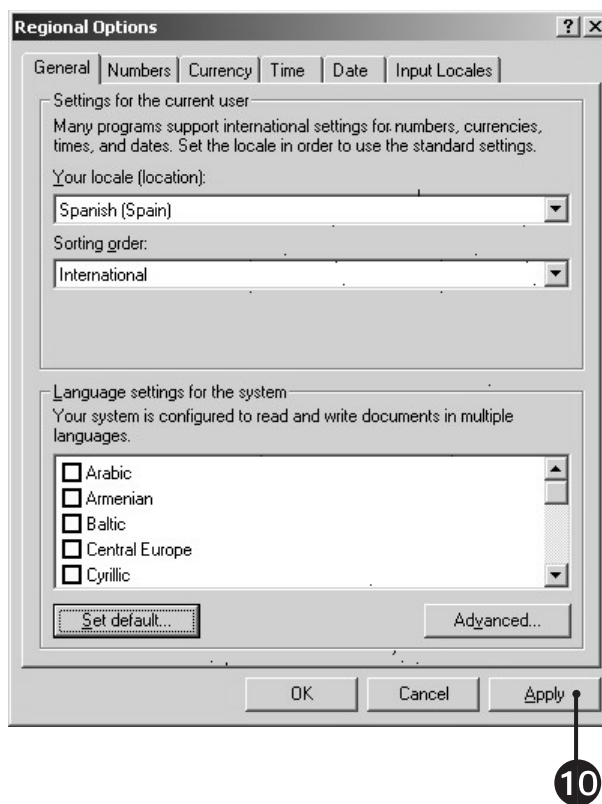 Regional Options
General Numbers Currency Time Date Input Locales
Settings for the current user
Many programs support international settings for numbers, currencies,
times, and dates. Set the locale in order to use the standard settings.
Your locale (location):
Spanish (Spain)
Sorting order:
International
Language settings for the system
Your system is configured to read and write documents in multiple
languages.
Arabic
Armenian
Baltic
Central Europe
Cyrillic
Set default... Advanced...
OK Cancel Apply
10